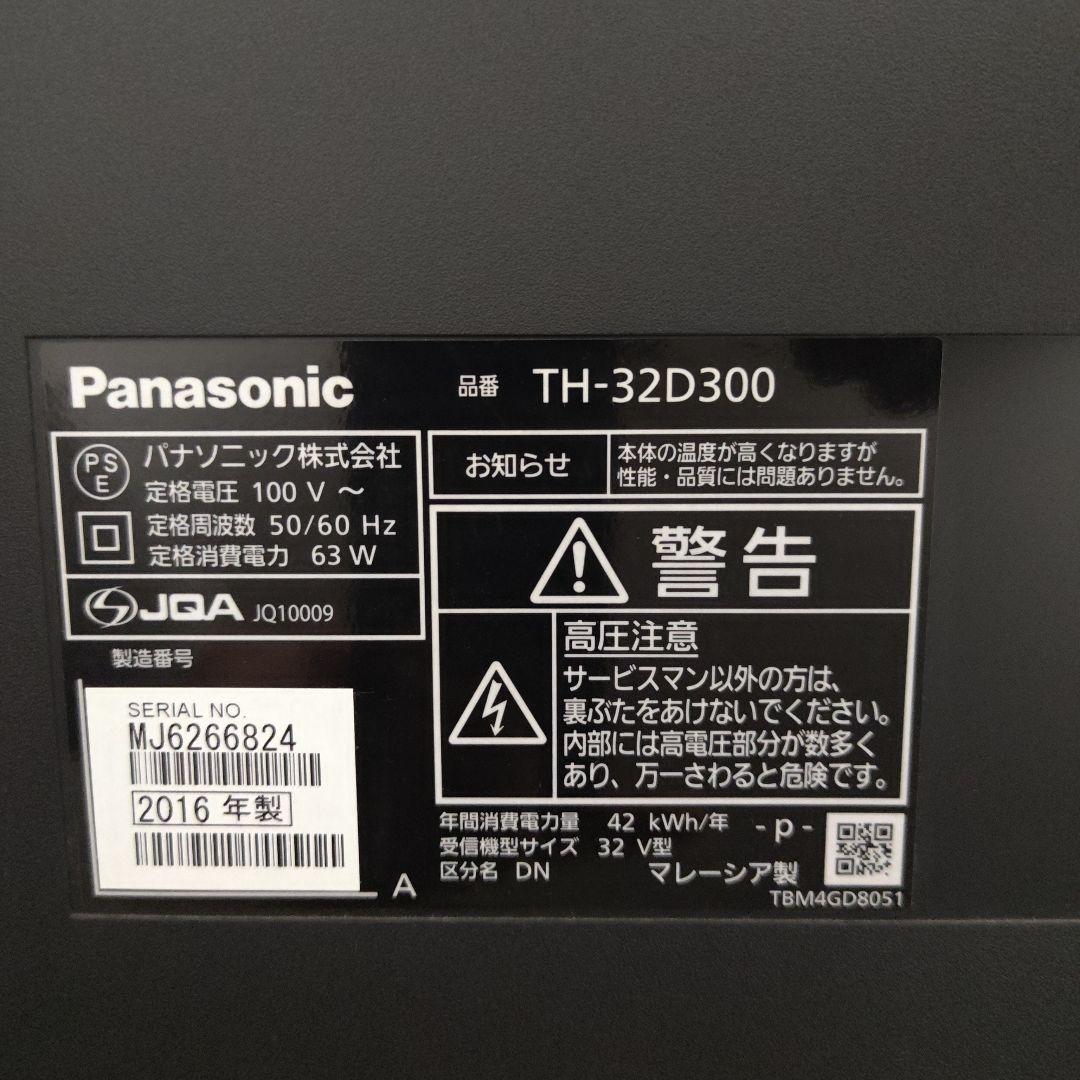 Panasonic
品番 TH-32D300
PS
E
パナソニック株式会社
定格電圧 100 V ～
定格周波数 50/60 Hz
定格消費電力 63 W
JQA JQ10009
製造番号
SERIAL NO.
MJ6266824
2016 年製
A
お知らせ
本体の温度が高くなりますが
性能・品質には問題ありません。
警告
高圧注意
サービスマン以外の方は、
裏ぶたをあけないでください。
内部には高電圧部分が数多く
あり、万一さわると危険です。
年間消費電力量 42 kWh/年 - p -
受信機型サイズ 32 V型
区分名 DN マレーシア製
TBM4GD8051